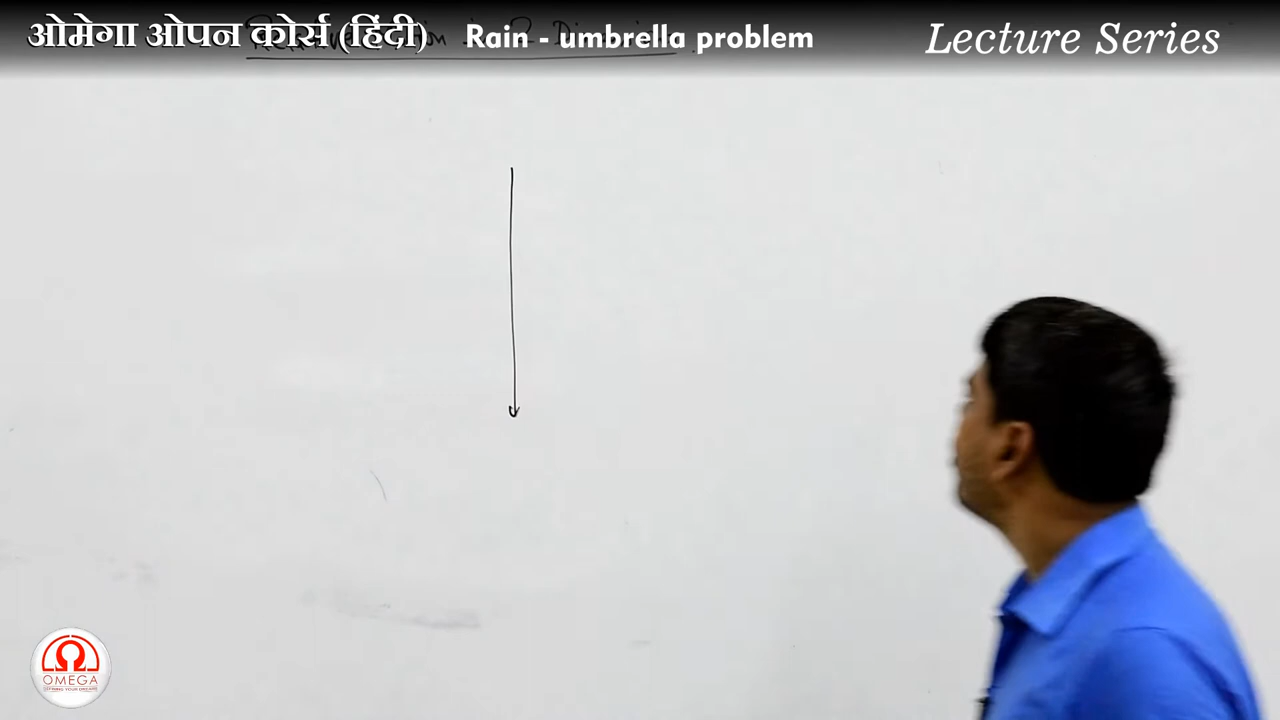 ओमेगा ओपन कोर्स (हिंदी) Rain - umbrella problem Lecture Series
OMEGA